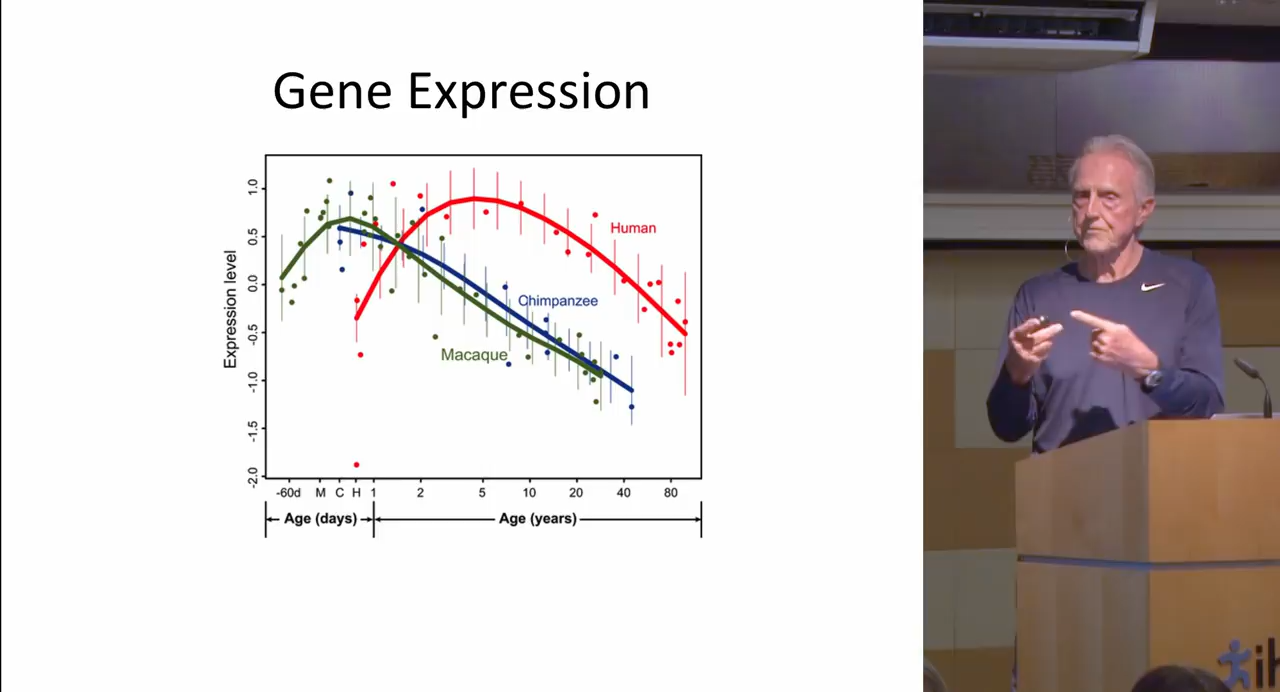 Gene Expression
1.0
0.5
0.0
-0.5
-1.0
-1.5
-2.0
Expression level
Human
Chimpanzee
Macaque
-60d M C H 1 2 5 10 20 40 80
Age (days) Age (years)
ih